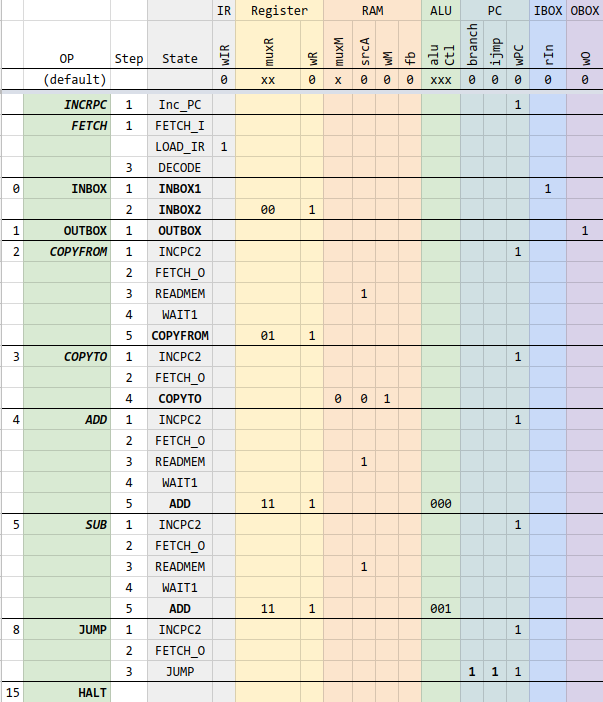 IR Register RAM ALU PC IBOX OBOX
OP Step State wIR muxR wR muxM srcA wM fb alu Ctl branch ijmp wPC rIn wO
(default) 0 xx 0 x 0 0 0 xxx 0 0 0 0 0
INCRPC 1 Inc_PC 1
FETCH 1 FETCH_I
LOAD_IR 1
3 DECODE
0 INBOX 1 INBOX1 1
2 INBOX2 00 1
1 OUTBOX 1 OUTBOX 1
2 COPYFROM 1 INCPC2 1
2 FETCH_O
3 READMEM 1
4 WAIT1
5 COPYFROM 01 1
3 COPYTO 1 INCPC2 1
2 FETCH_O
4 COPYTO 0 0 1
4 ADD 1 INCPC2 1
2 FETCH_O
3 READMEM 1
4 WAIT1
5 ADD 11 1 000
5 SUB 1 INCPC2 1
2 FETCH_O
3 READMEM 1
4 WAIT1
5 ADD 11 1 001
8 JUMP 1 INCPC2 1
2 FETCH_O
3 JUMP 1 1 1
15 HALT